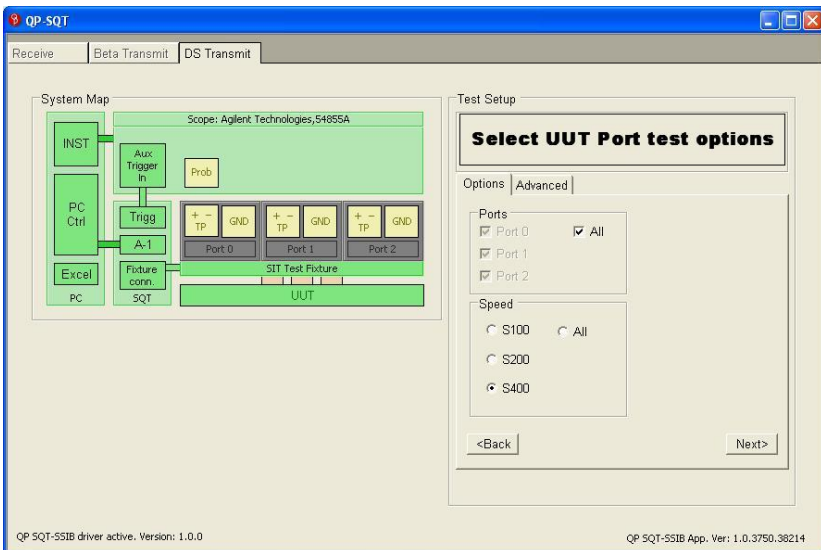 QP-SQT
Receive Beta Transmit DS Transmit
System Map
Scope: Agilent Technologies,54855A
INST
Aux
Trigger
In
Prob
PC
Ctrl
Trigg
A-1
+ -
TP
GND
+ -
TP
GND
+ -
TP
GND
Port 0 Port 1 Port 2
Excel
Fixture
conn.
SIT Test Fixture
PC
SQT
UUT
Test Setup
Select UUT Port test options
Options Advanced
Ports
Port 0 All
Port 1
Port 2
Speed
S100 All
S200
S400
<Back Next>
QP SQT-SSIB driver active. Version: 1.0.0
QP SQT-SSIB App. Ver: 1.0.3750.38214